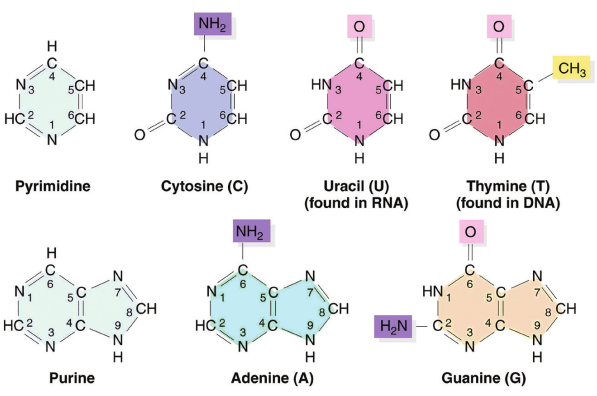 H
C
4
N 3 5 CH
HC 2 6 CH
1
N
Pyrimidine
NH₂
C
4
N 3 5 CH
C 2 6 CH
O 1
N
H
Cytosine (C)
O
C
4
HN 3 5 CH
C 2 6 CH
O 1
N
H
Uracil (U)
(found in RNA)
O
C
4 CH₃
HN 3 5 C
C 2 6 CH
O 1
N
H
Thymine (T)
(found in DNA)
H
C
6 N
N 1 5 C 7
8 CH
HC 2 4 C 9
3 N
N H
Purine
NH₂
C
6 N
N 1 5 C 7
8 CH
HC 2 4 C 9
3 N
N H
Adenine (A)
O
C
6 N
HN 1 5 C 7
8 CH
H₂N C 2 4 C 9
3 N
N H
Guanine (G)